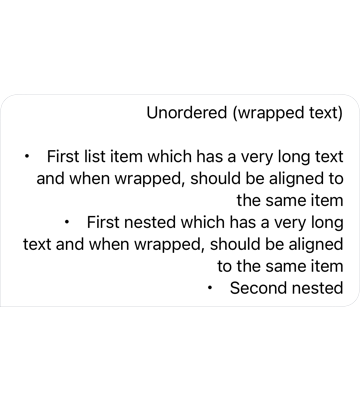 Unordered (wrapped text)
• First list item which has a very long text
and when wrapped, should be aligned to
the same item
• First nested which has a very long
text and when wrapped, should be aligned
to the same item
• Second nested